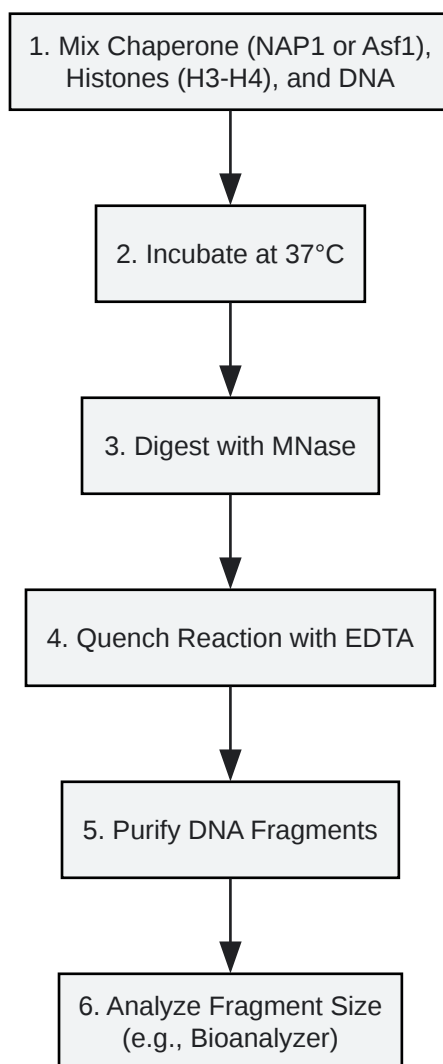 1. Mix Chaperone (NAP1 or Asf1),
Histones (H3-H4), and DNA
2. Incubate at 37°C
3. Digest with MNase
4. Quench Reaction with EDTA
5. Purify DNA Fragments
6. Analyze Fragment Size
(e.g., Bioanalyzer)